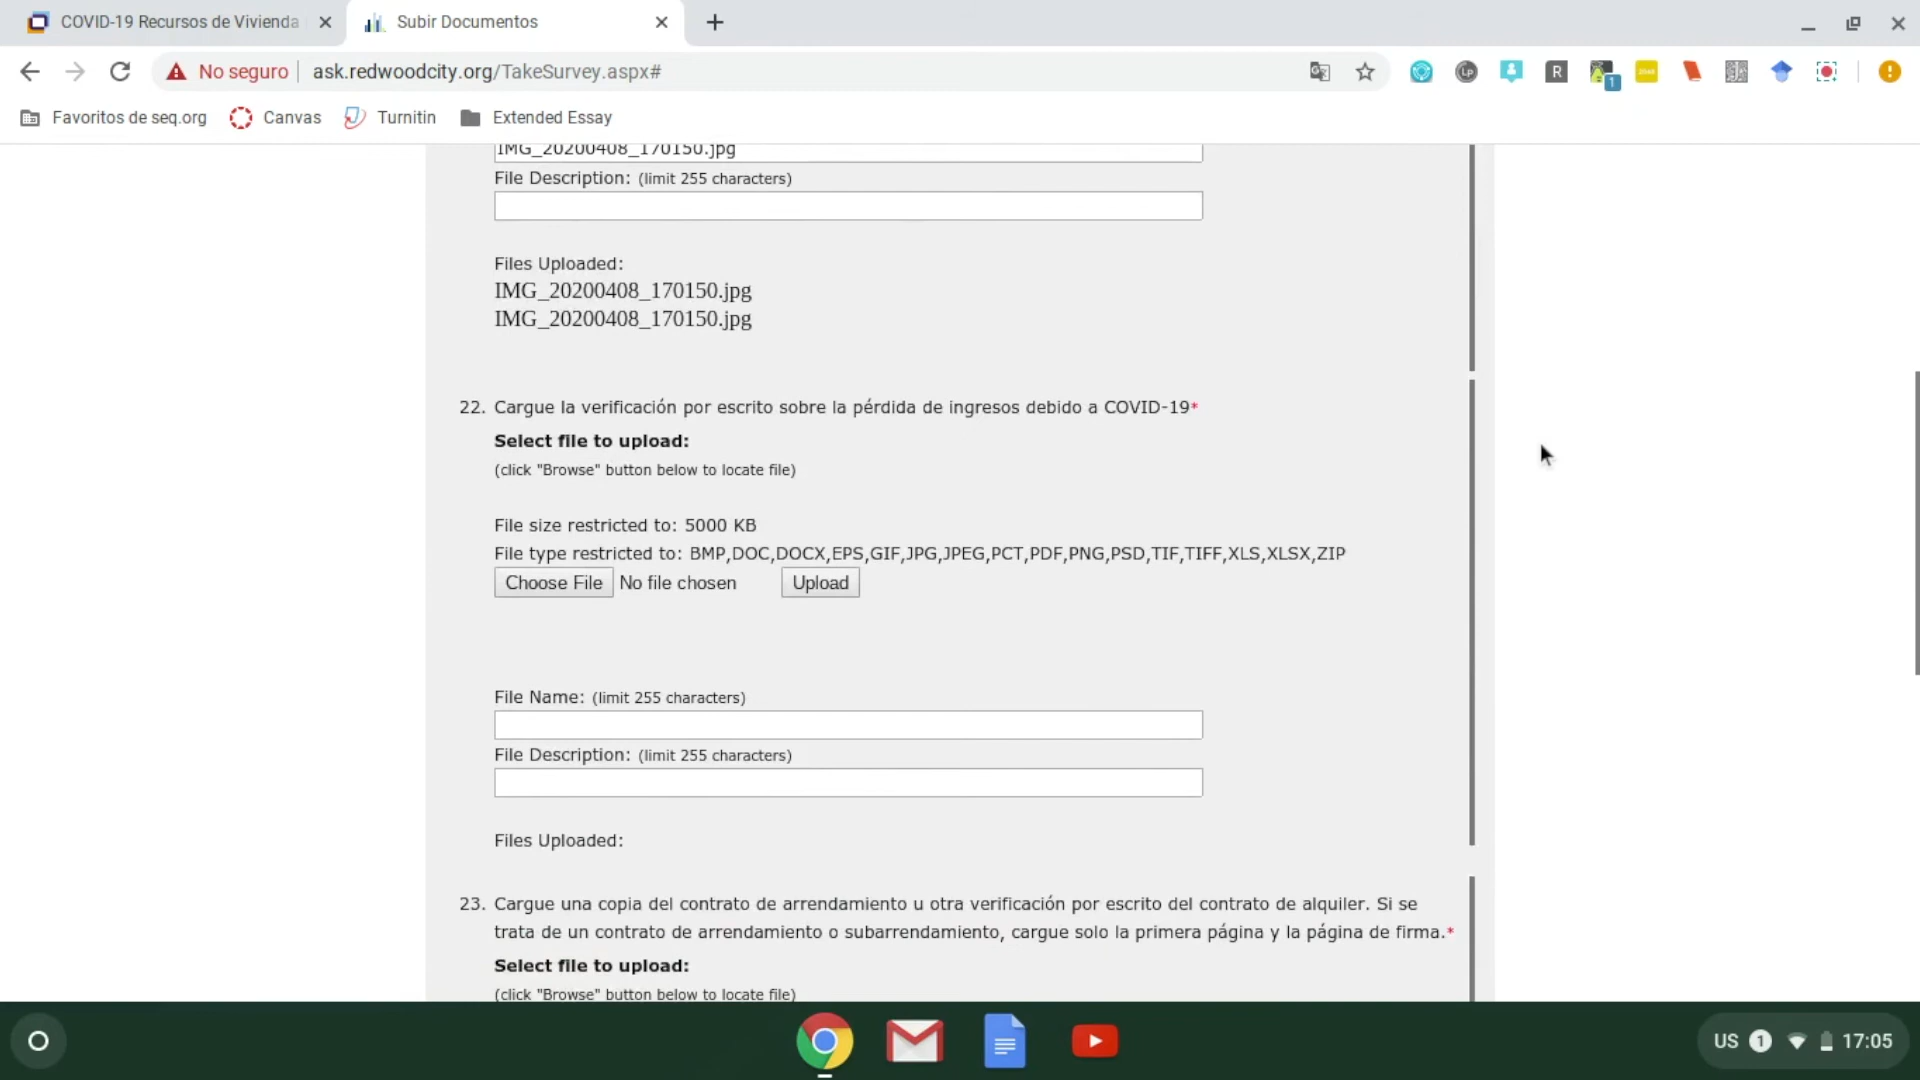 COVID-19 Recursos de Vivienda
Subir Documentos
No seguro
ask.redwoodcity.org/TakeSurvey.aspx#
Favoritos de seq.org
Canvas
Turnitin
Extended Essay
IMG_20200408_170150.jpg
File Description: (limit 255 characters)
Files Uploaded:
IMG_20200408_170150.jpg
IMG_20200408_170150.jpg
22. Cargue la verificación por escrito sobre la pérdida de ingresos debido a COVID-19*
Select file to upload:
(click "Browse" button below to locate file)
File size restricted to: 5000 KB
File type restricted to: BMP,DOC,DOCX,EPS,GIF,JPG,JPEG,PCT,PDF,PNG,PSD,TIF,TIFF,XLS,XLSX,ZIP
Choose File No file chosen Upload
File Name: (limit 255 characters)
File Description: (limit 255 characters)
Files Uploaded:
23. Cargue una copia del contrato de arrendamiento u otra verificación por escrito del contrato de alquiler. Si se
trata de un contrato de arrendamiento o subarrendamiento, cargue solo la primera página y la página de firma.*
Select file to upload:
(click "Browse" button below to locate file)
US 1 17:05